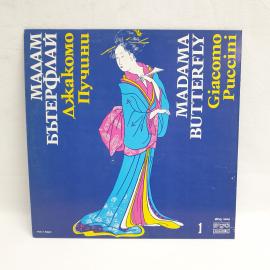 МАДАМ
БЪТЕРФЛАЙ
Джакомо
Пучини
MADAMA
BUTTERFLY
Giacomo
Puccini
1